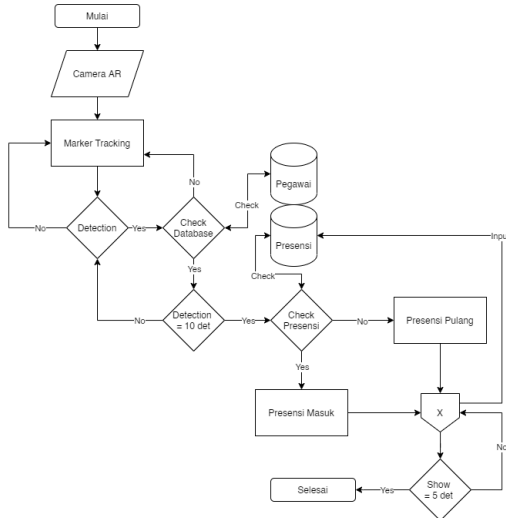 Mulai
Camera AR
Marker Tracking
Pegawai
No
Check
Detection
Yes
Check
Database
Presensi
No
Input
Check
Yes
Detection
= 10 det
Check
Presensi
Presensi Pulang
No
Yes
No
Yes
Presensi Masuk
X
No
Show
= 5 det
Yes
Selesai